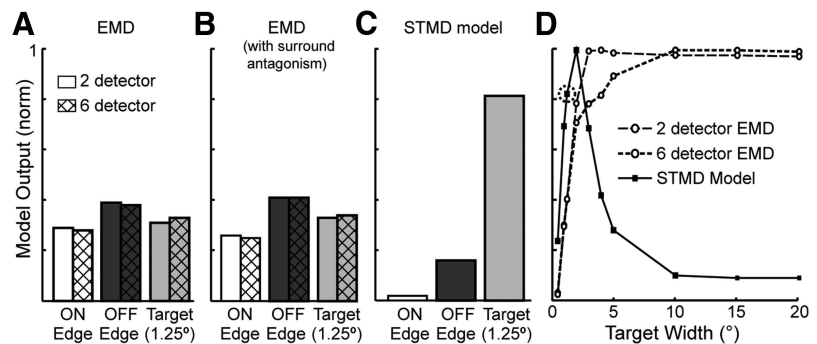 A
EMD
B
EMD
(with surround
antagonism)
C
STMD model
D
Model Output (norm)
1
2 detector
6 detector
ON
Edge
OFF
Edge
Target
(1.25º)
ON
Edge
OFF
Edge
Target
(1.25º)
ON
Edge
OFF
Edge
Target
(1.25º)
2 detector EMD
6 detector EMD
STMD Model
0
5
10
15
20
Target Width (°)